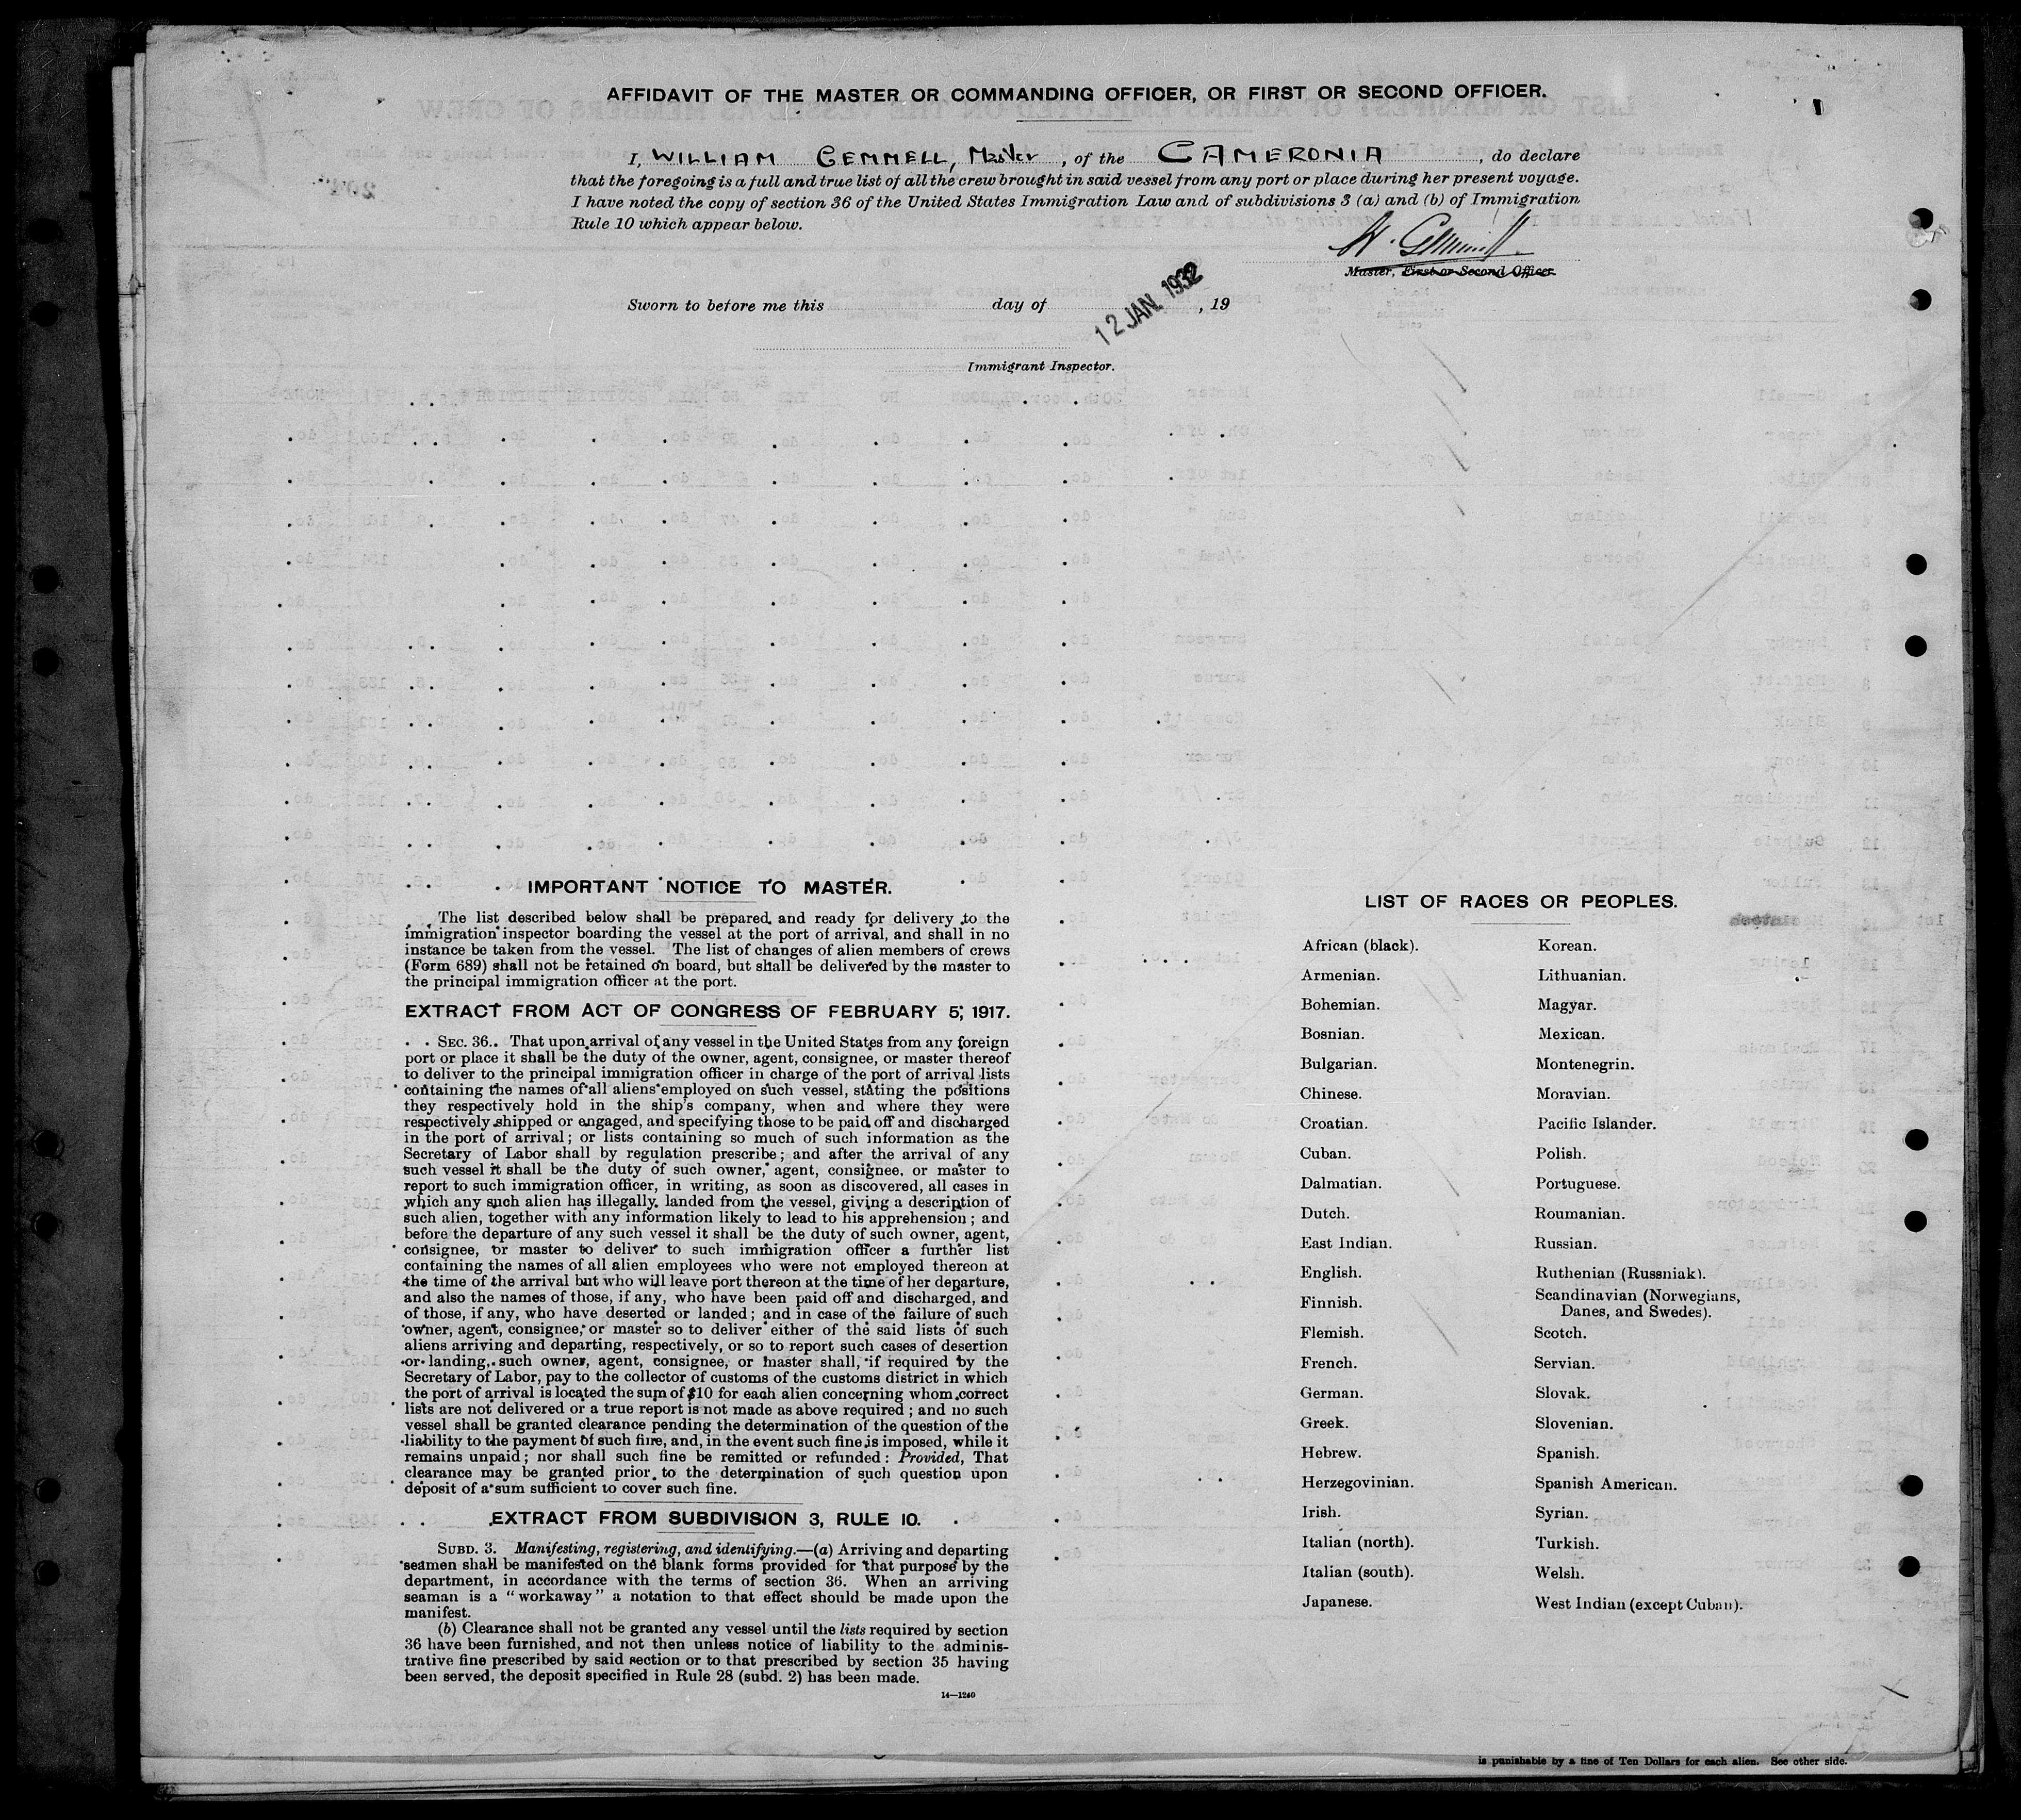 AFFIDAVIT OF THE MASTER OR COMMANDING OFFICER, OR FIRST OR SECOND OFFICER.
I, WILLIAM GEMMELL, Master, of the CAMERONIA, do declare
that the foregoing is a full and true list of all the crew brought in said vessel from any port or place during her present voyage.
I have noted the copy of section 36 of the United States Immigration Law and of subdivisions 3 (a) and (b) of Immigration
Rule 10 which appear below.
W. Gemmell
Master, First or Second Officer.
Sworn to before me this day of , 19
12 JAN. 1932
Immigrant Inspector.
IMPORTANT NOTICE TO MASTER.
The list described below shall be prepared and ready for delivery to the
immigration inspector boarding the vessel at the port of arrival, and shall in no
instance be taken from the vessel. The list of changes of alien members of crews
(Form 689) shall not be retained on board, but shall be delivered by the master to
the principal immigration officer at the port.
EXTRACT FROM ACT OF CONGRESS OF FEBRUARY 5, 1917.
SEC. 36. That upon arrival of any vessel in the United States from any foreign
port or place it shall be the duty of the owner, agent, consignee, or master thereof
to deliver to the principal immigration officer in charge of the port of arrival lists
containing the names of all aliens employed on such vessel, stating the positions
they respectively hold in the ship's company, when and where they were
respectively shipped or engaged, and specifying those to be paid off and discharged
in the port of arrival; or lists containing so much of such information as the
Secretary of Labor shall by regulation prescribe; and after the arrival of any
such vessel it shall be the duty of such owner, agent, consignee, or master to
report to such immigration officer, in writing, as soon as discovered, all cases in
which any such alien has illegally landed from the vessel, giving a description of
such alien, together with any information likely to lead to his apprehension; and
before the departure of any such vessel it shall be the duty of such owner, agent,
consignee, or master to deliver to such immigration officer a further list
containing the names of all alien employees who were not employed thereon at
the time of the arrival but who will leave port thereon at the time of her departure,
and also the names of those, if any, who have been paid off and discharged, and
of those, if any, who have deserted or landed; and in case of the failure of such
owner, agent, consignee, or master so to deliver either of the said lists of such
aliens arriving and departing, respectively, or so to report such cases of desertion
or landing, such owner, agent, consignee, or master shall, if required by the
Secretary of Labor, pay to the collector of customs of the customs district in which
the port of arrival is located the sum of $10 for each alien concerning whom correct
lists are not delivered or a true report is not made as above required; and no such
vessel shall be granted clearance pending the determination of the question of the
liability to the payment of such fine, and, in the event such fine is imposed, while it
remains unpaid; nor shall such fine be remitted or refunded: Provided, That
clearance may be granted prior to the determination of such question upon
deposit of a sum sufficient to cover such fine.
EXTRACT FROM SUBDIVISION 3, RULE 10.
SUBD. 3. Manifesting, registering, and identifying.—(a) Arriving and departing
seamen shall be manifested on the blank forms provided for that purpose by the
department, in accordance with the terms of section 36. When an arriving
seaman is a "workaway" a notation to that effect should be made upon the
manifest.
(b) Clearance shall not be granted any vessel until the lists required by section
36 have been furnished, and not then unless notice of liability to the adminis-
trative fine prescribed by said section or to that prescribed by section 35 having
been served, the deposit specified in Rule 28 (subd. 2) has been made.
14—1240
LIST OF RACES OR PEOPLES.
African (black).
Armenian.
Bohemian.
Bosnian.
Bulgarian.
Chinese.
Croatian.
Cuban.
Dalmatian.
Dutch.
East Indian.
English.
Finnish.
Flemish.
French.
German.
Greek.
Hebrew.
Herzegovinian.
Irish.
Italian (north).
Italian (south).
Japanese.
Korean.
Lithuanian.
Magyar.
Mexican.
Montenegrin.
Moravian.
Pacific Islander.
Polish.
Portuguese.
Roumanian.
Russian.
Ruthenian (Russniak).
Scandinavian (Norwegians,
Danes, and Swedes).
Scotch.
Servian.
Slovak.
Slovenian.
Spanish.
Spanish American.
Syrian.
Turkish.
Welsh.
West Indian (except Cuban).
is punishable by a fine of Ten Dollars for each alien. See other side.